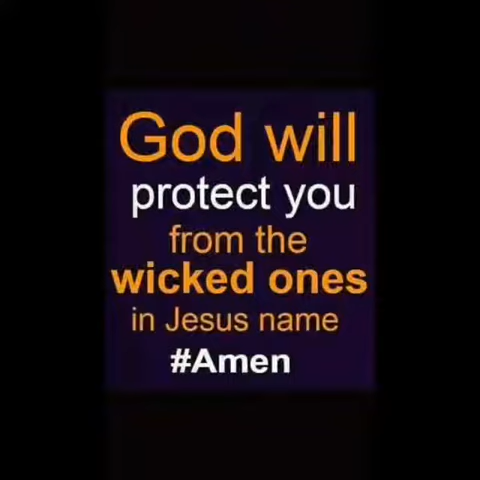 God will
protect you
from the
wicked ones
in Jesus name
#Amen